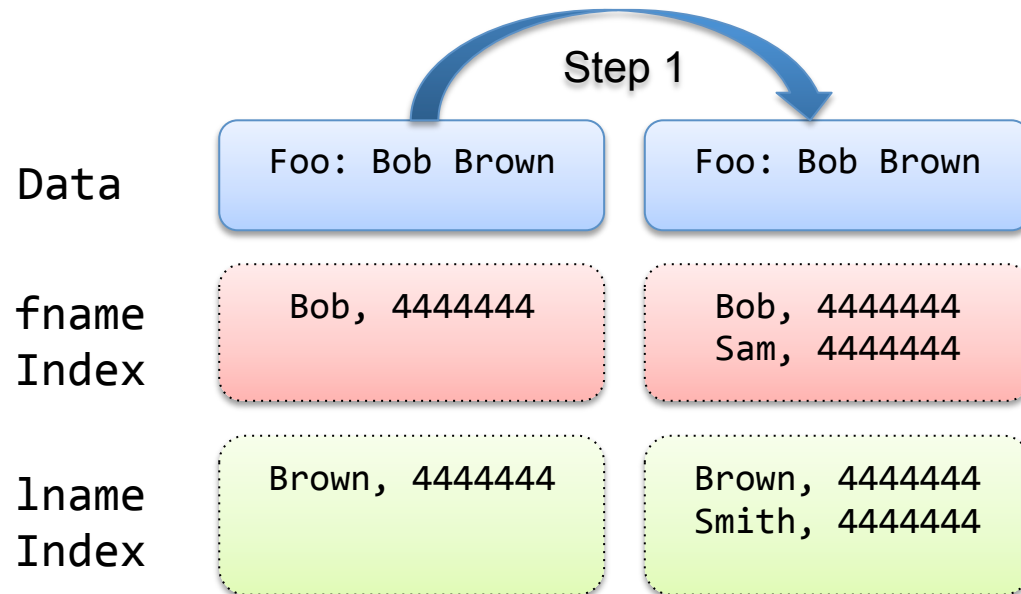 Step 1
Data
Foo: Bob Brown
Foo: Bob Brown
fname
Index
Bob, 4444444
Bob, 4444444
Sam, 4444444
lname
Index
Brown, 4444444
Brown, 4444444
Smith, 4444444